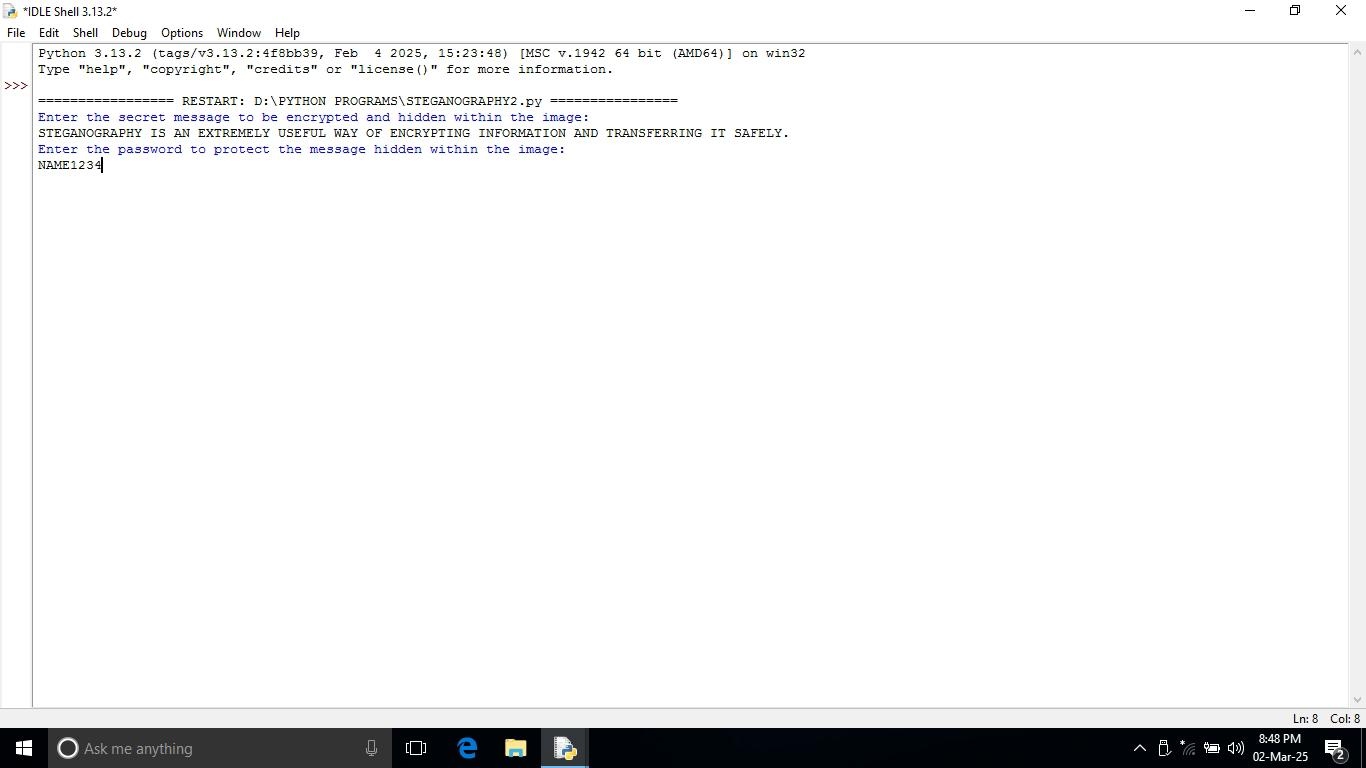 *IDLE Shell 3.13.2*
File Edit Shell Debug Options Window Help
Python 3.13.2 (tags/v3.13.2:4f8bb39, Feb  4 2025, 15:23:48) [MSC v.1942 64 bit (AMD64)] on win32
Type "help", "copyright", "credits" or "license()" for more information.
>>>
================= RESTART: D:\PYTHON PROGRAMS\STEGANOGRAPHY2.py ================
Enter the secret message to be encrypted and hidden within the image:
STEGANOGRAPHY IS AN EXTREMELY USEFUL WAY OF ENCRYPTING INFORMATION AND TRANSFERRING IT SAFELY.
Enter the password to protect the message hidden within the image:
NAME1234
Ln: 8 Col: 8
Ask me anything
8:48 PM
02-Mar-25
2